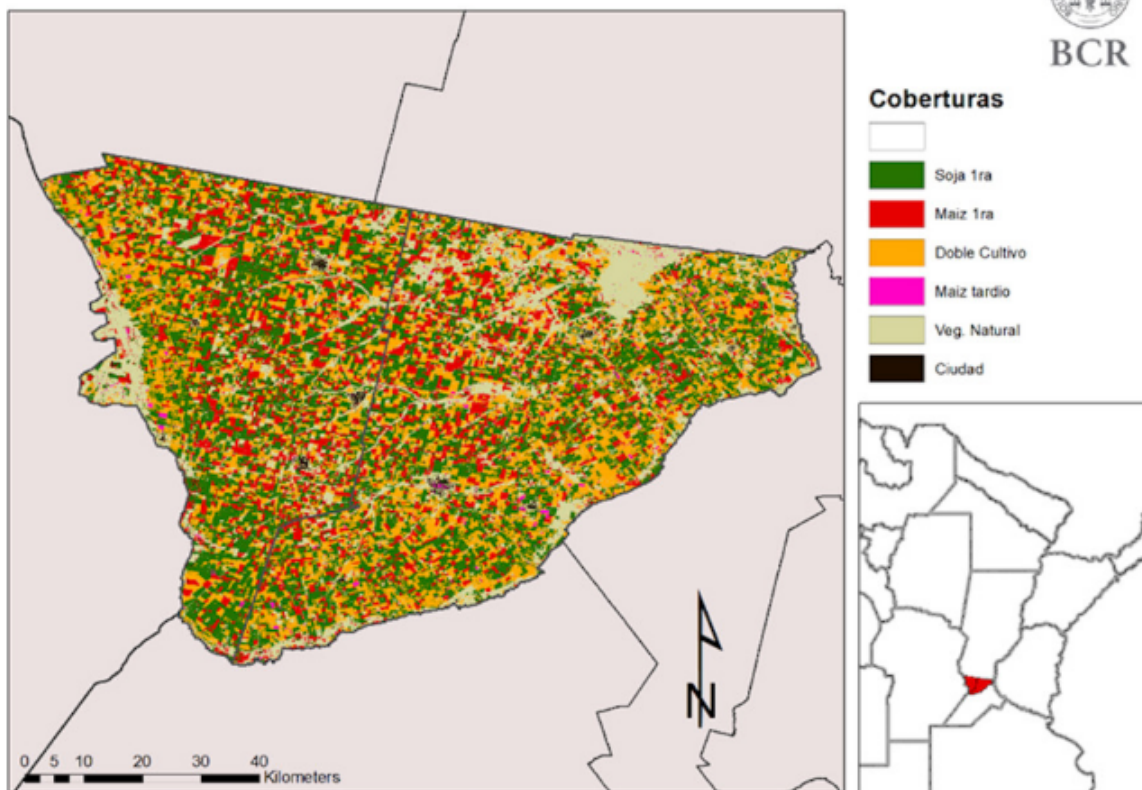 BCR
Coberturas
Soja 1ra
Maiz 1ra
Doble Cultivo
Maiz tardio
Veg. Natural
Ciudad
N
0 5 10 20 30 40
Kilometers